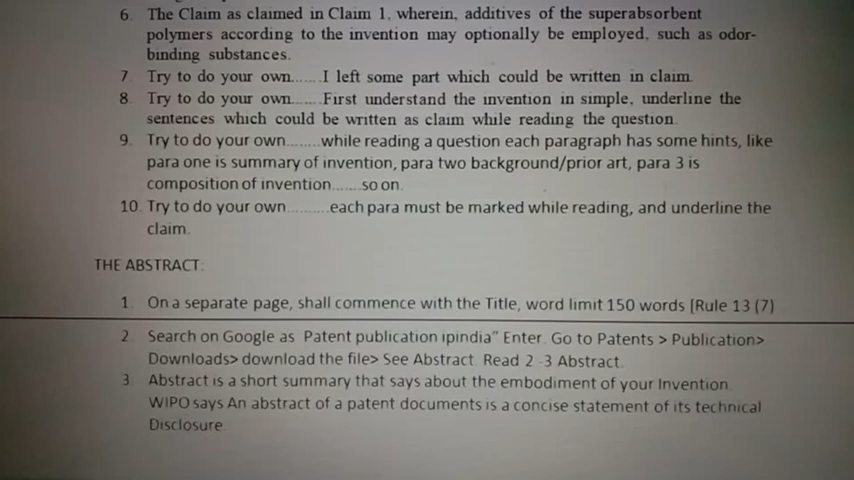 6. The Claim as claimed in Claim 1, wherein, additives of the superabsorbent
polymers according to the invention may optionally be employed, such as odor-
binding substances.
7. Try to do your own......I left some part which could be written in claim.
8. Try to do your own.......First understand the invention in simple, underline the
sentences which could be written as claim while reading the question.
9. Try to do your own........while reading a question each paragraph has some hints, like
para one is summary of invention, para two background/prior art, para 3 is
composition of invention.......so on.
10. Try to do your own..........each para must be marked while reading, and underline the
claim.
THE ABSTRACT:
1. On a separate page, shall commence with the Title, word limit 150 words [Rule 13 (7)
2. Search on Google as Patent publication ipindia" Enter. Go to Patents > Publication>
Downloads> download the file> See Abstract. Read 2 -3 Abstract.
3. Abstract is a short summary that says about the embodiment of your Invention.
WIPO says An abstract of a patent documents is a concise statement of its technical
Disclosure.